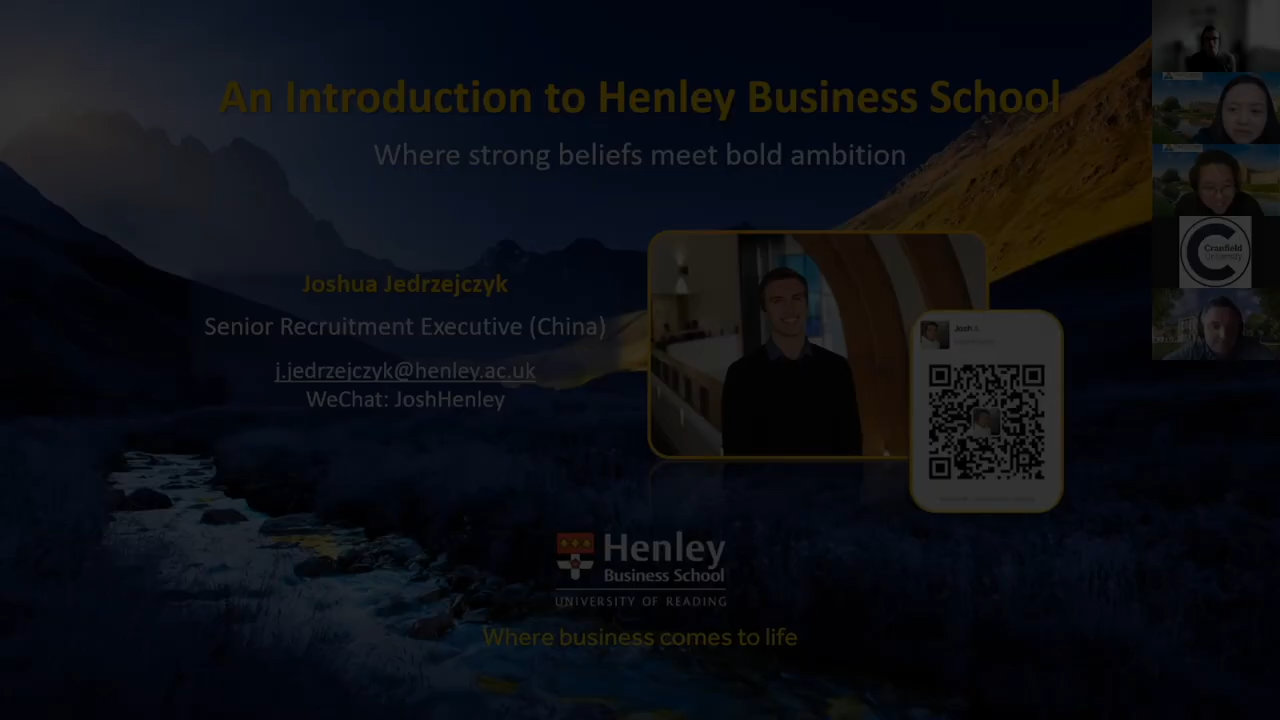 An Introduction to Henley Business School
Where strong beliefs meet bold ambition
Joshua Jedrzejczyk
Senior Recruitment Executive (China)
j.jedrzejczyk@henley.ac.uk
WeChat: JoshHenley
Josh
Henley
Business School
UNIVERSITY OF READING
Where business comes to life
Cranfield
University